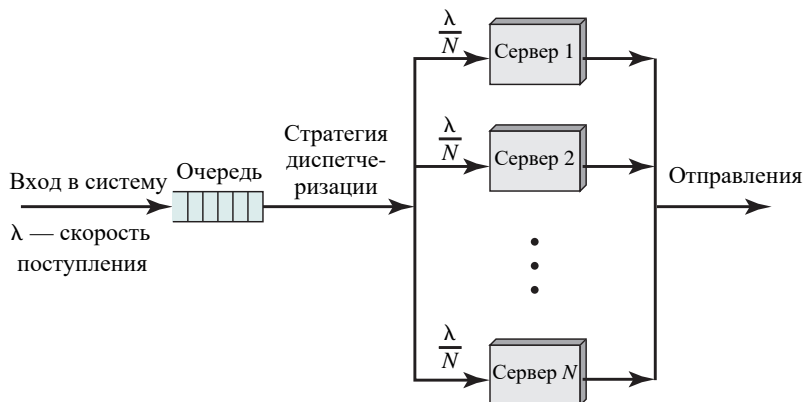 Вход в систему
λ — скорость
поступления
Очередь
Стратегия
диспетче-
ризации
λ
N
Сервер 1
λ
N
Сервер 2
λ
N
Сервер N
Отправления